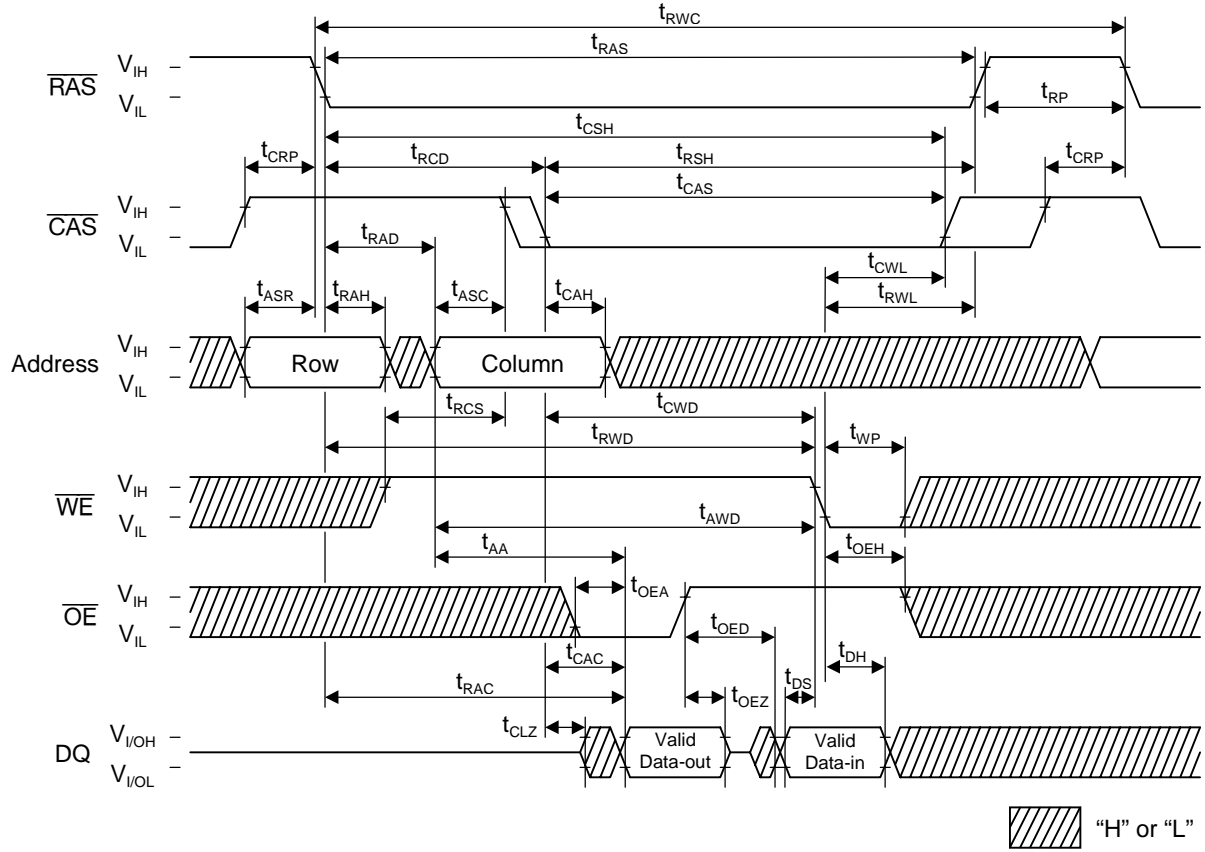 tRWC
tRAS
RAS
VIH
VIL
tRP
tCSH
tCRP
tRCD
tRSH
tCRP
tCAS
CAS
VIH
VIL
tRAD
tCWL
tRWL
tASR
tRAH
tASC
tCAH
Address
VIH
VIL
Row
Column
tRCS
tCWD
tRWD
tWP
WE
VIH
VIL
tAWD
tAA
tOEH
OE
VIH
VIL
tOEA
tOED
tCAC
tRAC
tOEZ
tDS
tDH
tCLZ
DQ
VI/OH
VI/OL
Valid
Data-out
Valid
Data-in
“H” or “L”